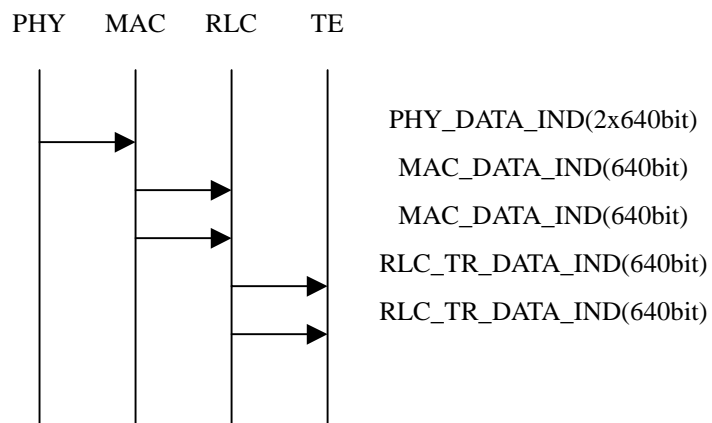 PHY MAC RLC TE
PHY_DATA_IND(2x640bit)
MAC_DATA_IND(640bit)
MAC_DATA_IND(640bit)
RLC_TR_DATA_IND(640bit)
RLC_TR_DATA_IND(640bit)